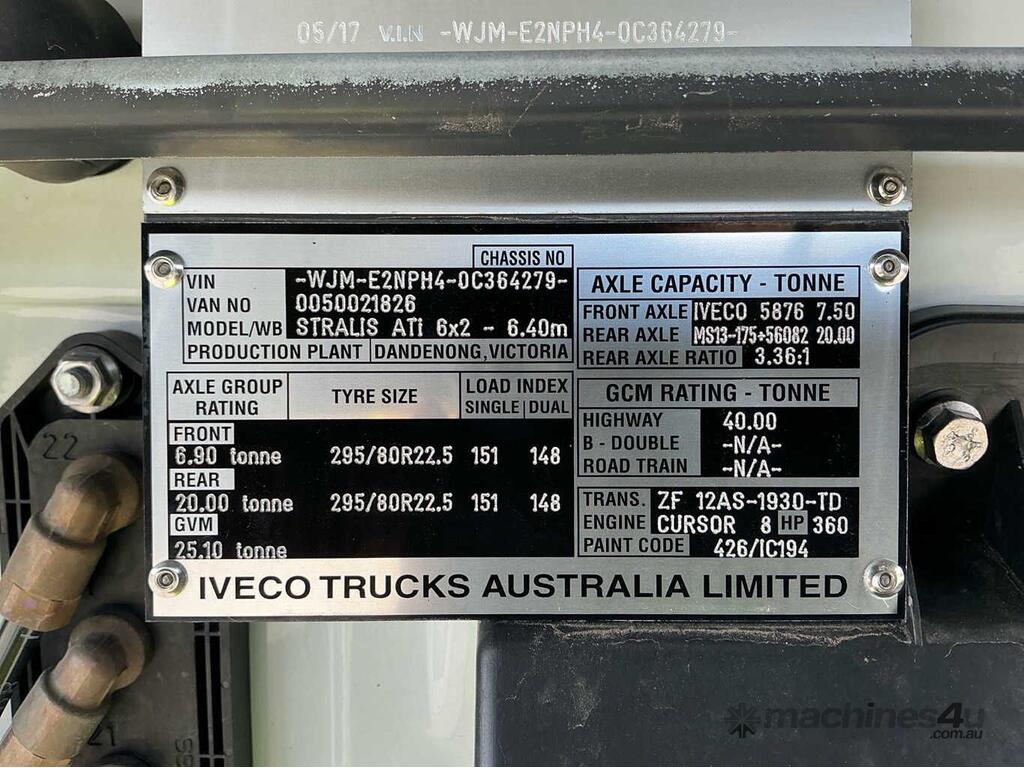 05/17 V.I.N -WJM-E2NPH4-0C364279-
CHASSIS NO
VIN -WJM-E2NPH4-0C364279-
VAN NO 0050021826
MODEL/WB STRALIS ATi 6x2 - 6.40m
PRODUCTION PLANT DANDENONG, VICTORIA
AXLE CAPACITY - TONNE
FRONT AXLE IVECO 5876 7.50
REAR AXLE MS13-175+56082 20.00
REAR AXLE RATIO 3.36:1
AXLE GROUP RATING TYRE SIZE LOAD INDEX
SINGLE DUAL
FRONT
6.90 tonne 295/80R22.5 151 148
REAR
20.00 tonne 295/80R22.5 151 148
GVM
25.10 tonne
GCM RATING - TONNE
HIGHWAY 40.00
B - DOUBLE -N/A-
ROAD TRAIN -N/A-
TRANS. ZF 12AS-1930-TD
ENGINE CURSOR 8 HP 360
PAINT CODE 426/IC194
IVECO TRUCKS AUSTRALIA LIMITED
22
21
machines4u
.com.au